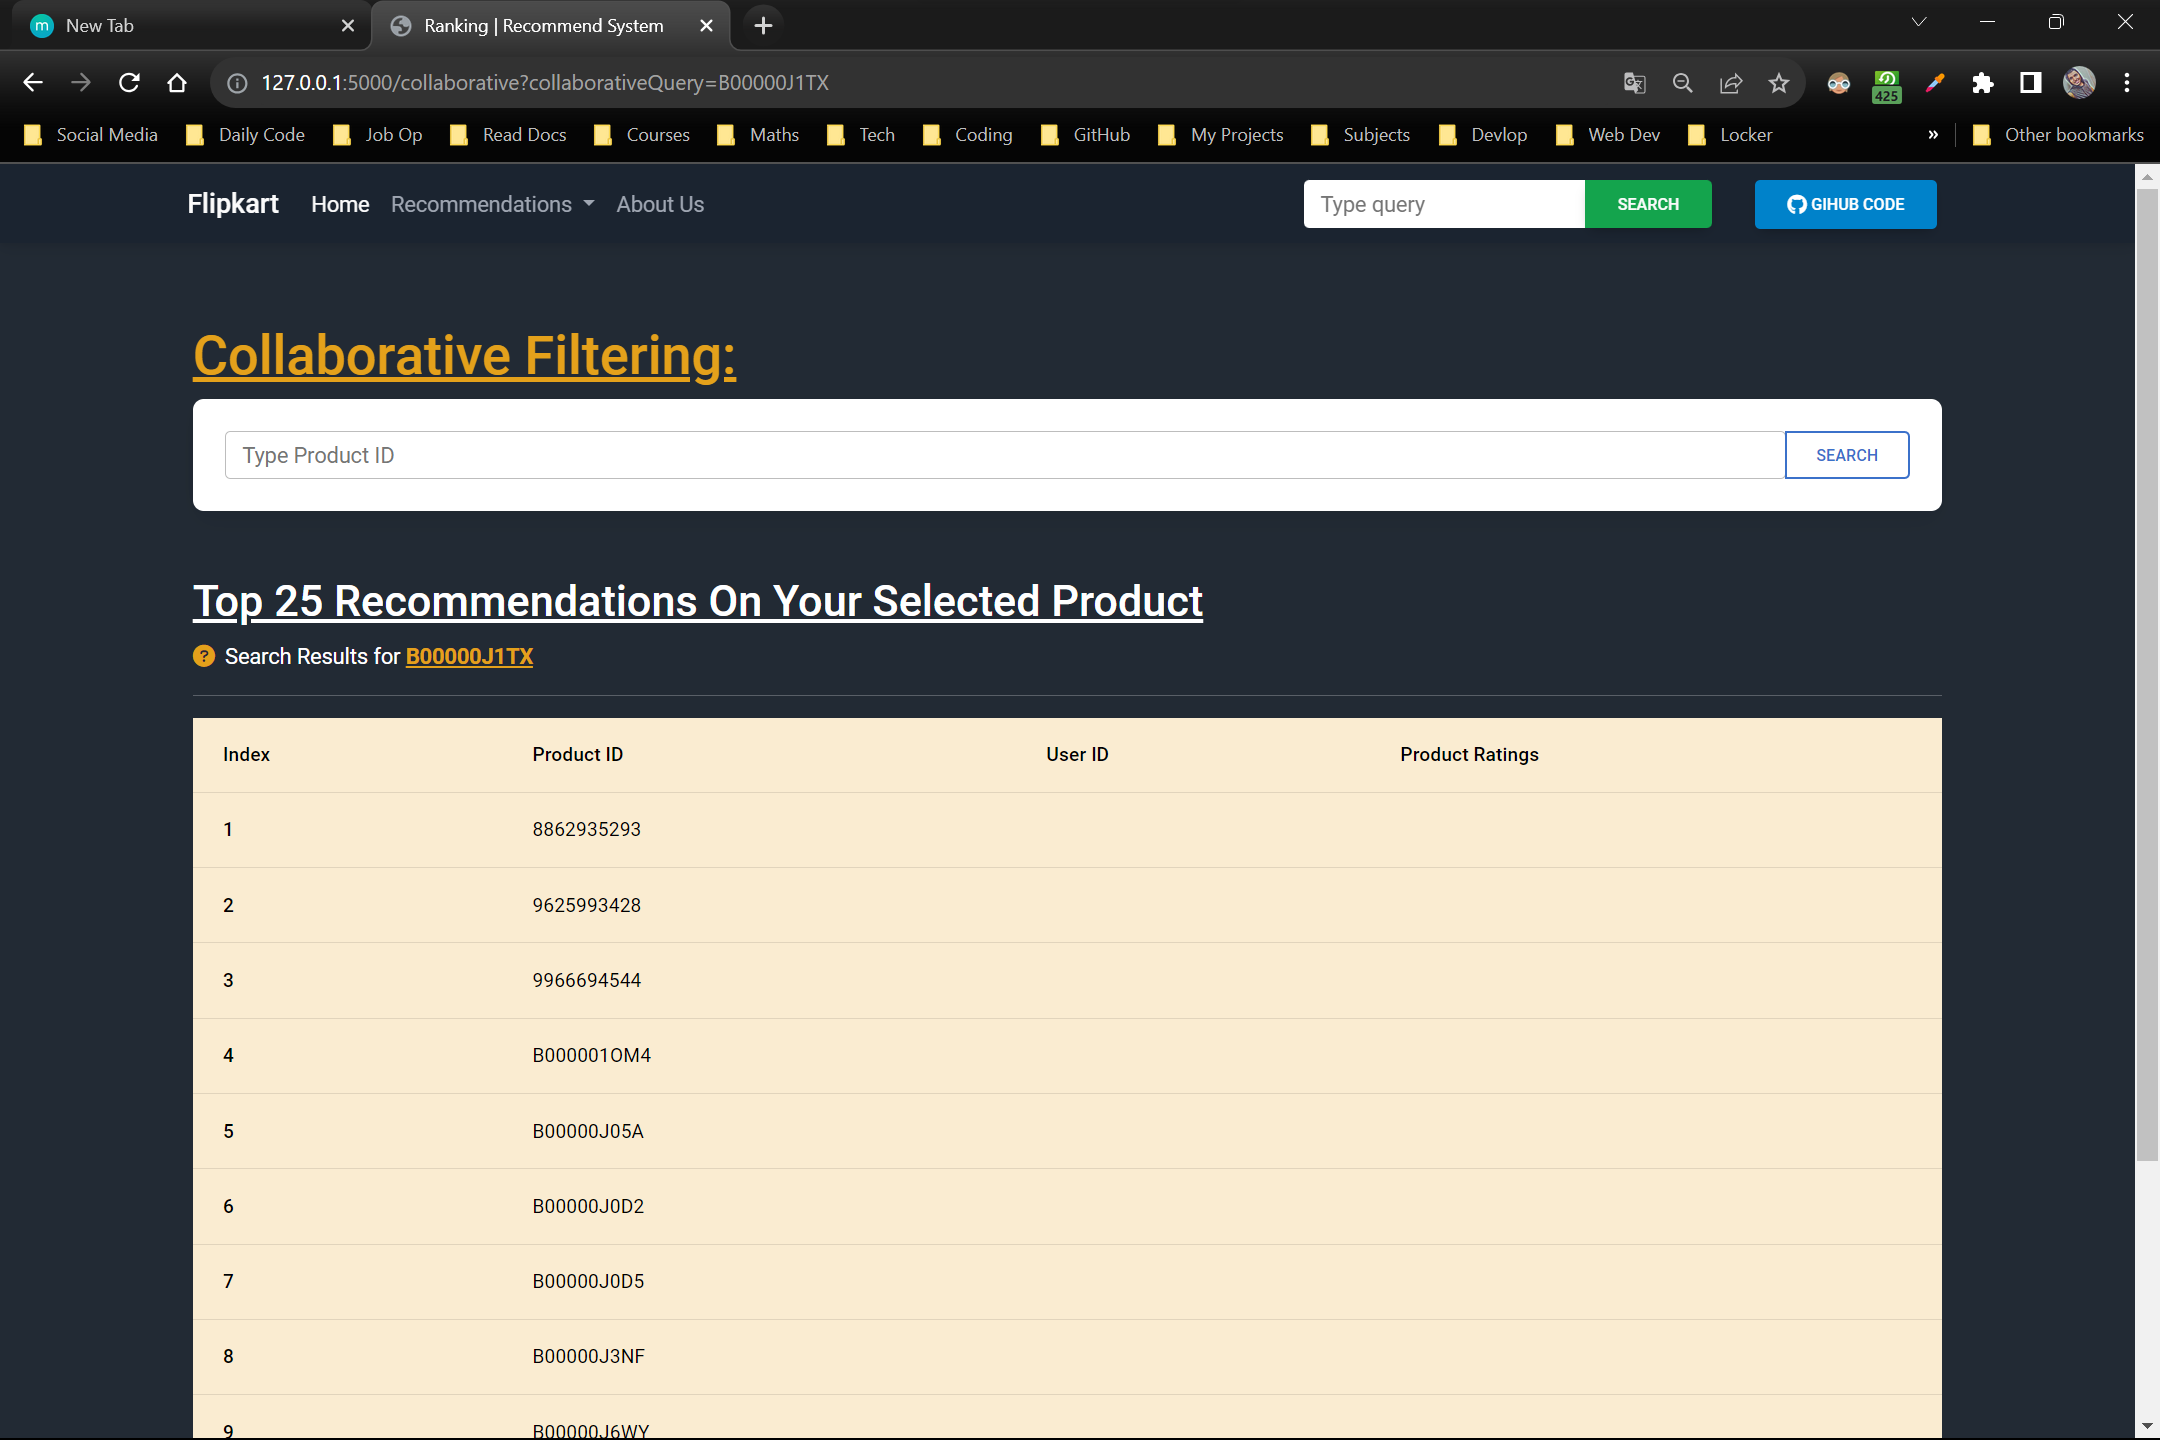 m New Tab Ranking | Recommend System
127.0.0.1:5000/collaborative?collaborativeQuery=B00000J1TX 425
Social Media Daily Code Job Op Read Docs Courses Maths Tech Coding GitHub My Projects Subjects Devlop Web Dev Locker » Other bookmarks
Flipkart Home Recommendations About Us Type query SEARCH GIHUB CODE
Collaborative Filtering:
Type Product ID SEARCH
Top 25 Recommendations On Your Selected Product
? Search Results for B00000J1TX
Index Product ID User ID Product Ratings
1 8862935293
2 9625993428
3 9966694544
4 B000001OM4
5 B00000J05A
6 B00000J0D2
7 B00000J0D5
8 B00000J3NF
9 B00000J6WY